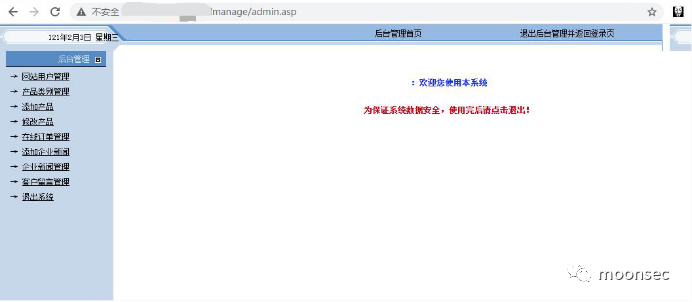 不安全 !manage/admin.asp
121年2月3日 星期三
后台管理首页
退出后台管理并返回登录页
后台管理
网站用户管理
产品类别管理
添加产品
修改产品
在线订单管理
添加企业新闻
企业新闻管理
客户留言管理
退出系统
：欢迎您使用本系统
为保证系统数据安全，使用完后请点击退出！
moonsec